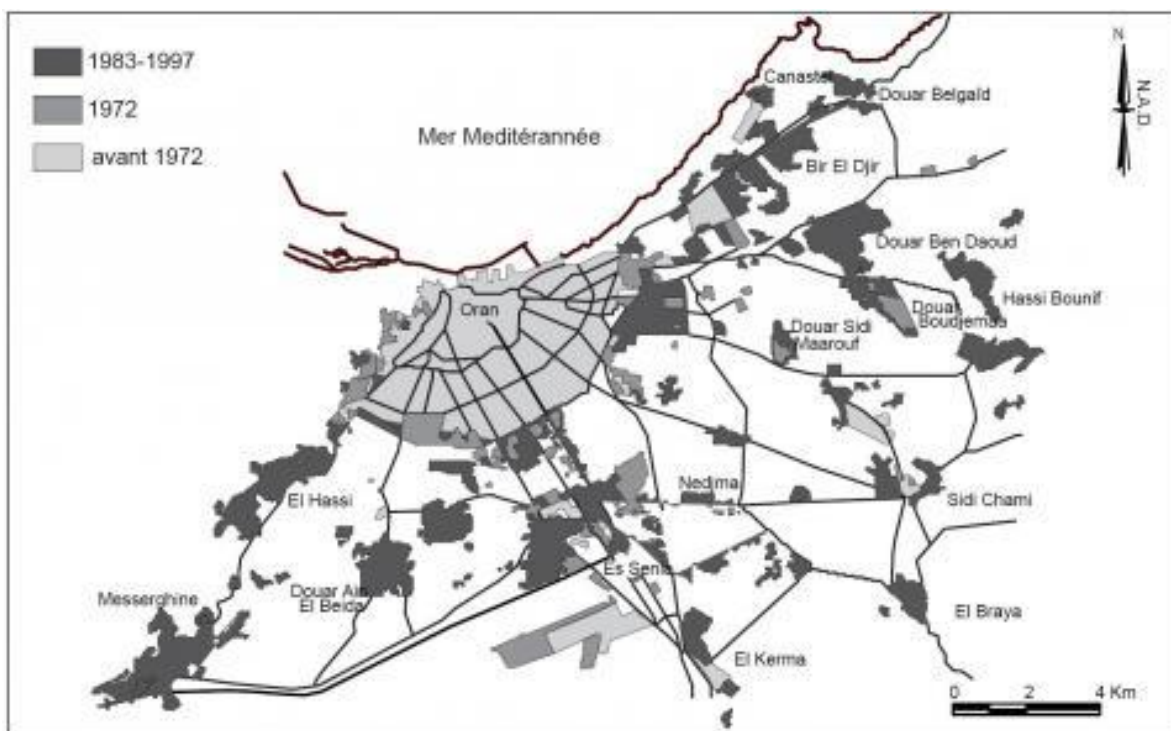 1983-1997
1972
avant 1972
Mer Meditérannée
N
N.A.D.
Canastel
Douar Belgaïd
Bir El Djir
Douar Ben Daoud
Hassi Bounif
Douar
Boudjemaa
Douar Sidi
Maarouf
Oran
El Hassi
Nedjma
Sidi Chami
Es Senia
Messerghine
Douar Ain
El Beida
El Braya
El Kerma
0 2 4 Km